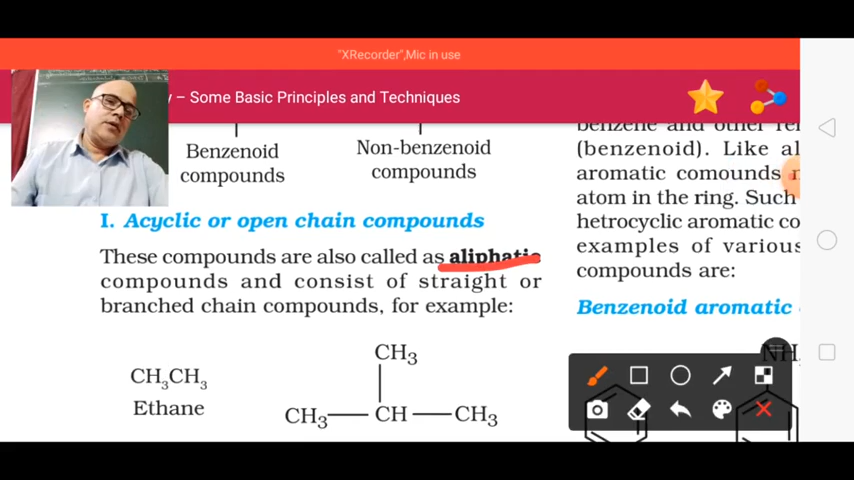 "XRecorder",Mic in use
y – Some Basic Principles and Techniques
Benzenoid
compounds
Non-benzenoid
compounds
I. Acyclic or open chain compounds
These compounds are also called as aliphatic
compounds and consist of straight or
branched chain compounds, for example:
CH3CH3
Ethane
CH3
CH3 CH CH3
benzene and other
(benzenoid). Like
aromatic comounds
atom in the ring. Such
hetrocyclic aromatic
examples of various
compounds are:
Benzenoid aromatic